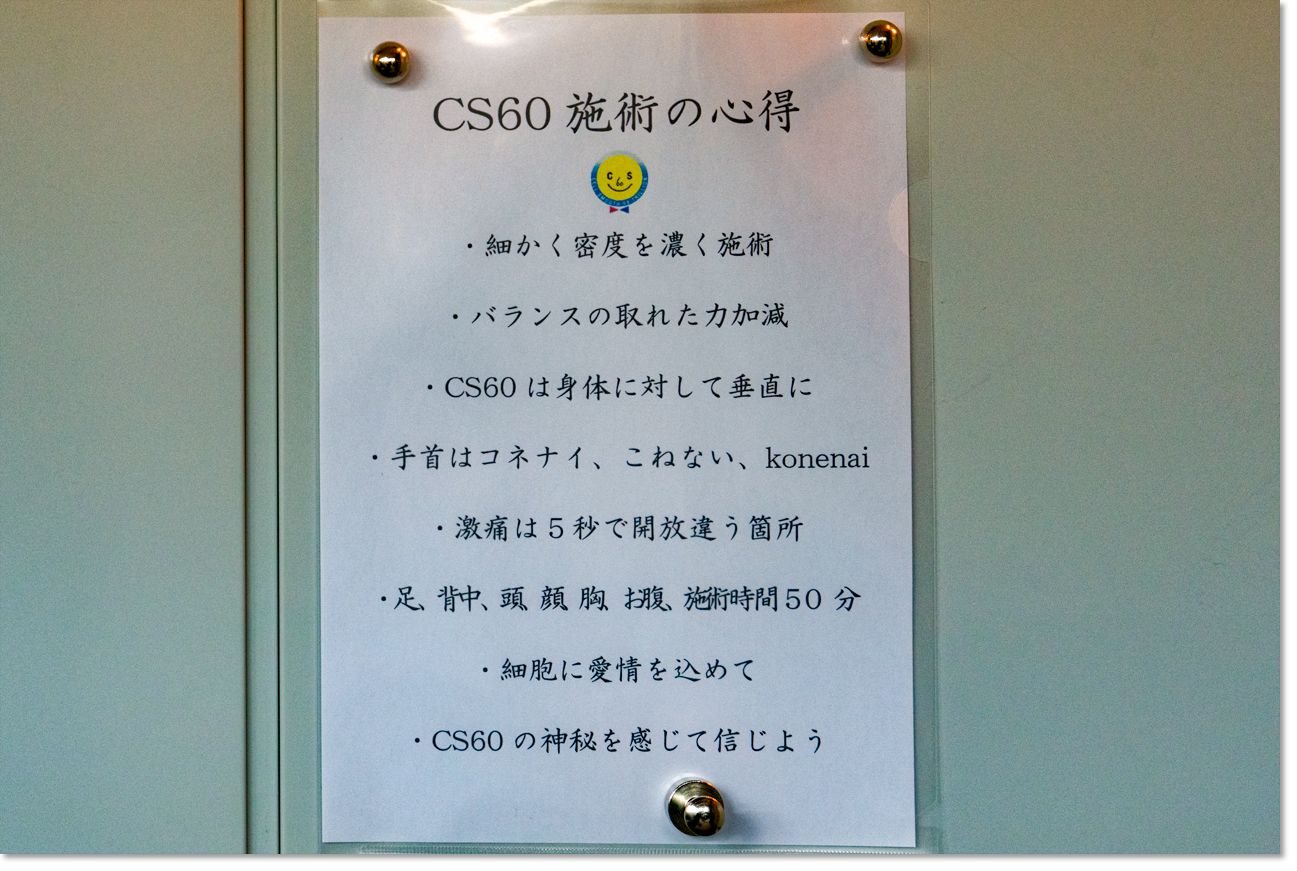 CS60 施術の心得
C 60 S
・細かく密度を濃く施術
・バランスの取れた力加減
・CS60 は身体に対して垂直に
・手首はコネナイ、こねない、konenai
・激痛は5秒で開放違う箇所
・足、背中、頭、顔、胸、お腹、施術時間50 分
・細胞に愛情を込めて
・CS60 の神秘を感じて信じよう